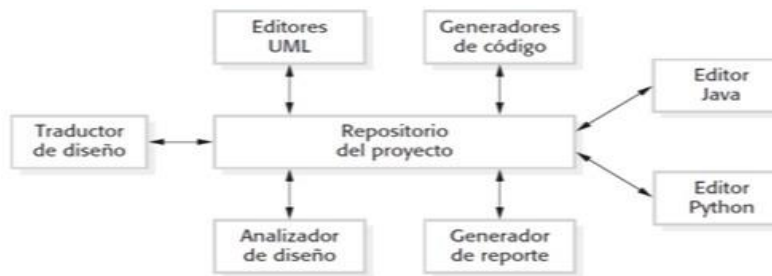 Editores
UML
Generadores
de código
Editor
Java
Traductor
de diseño
Repositorio
del proyecto
Editor
Python
Analizador
de diseño
Generador
de reporte